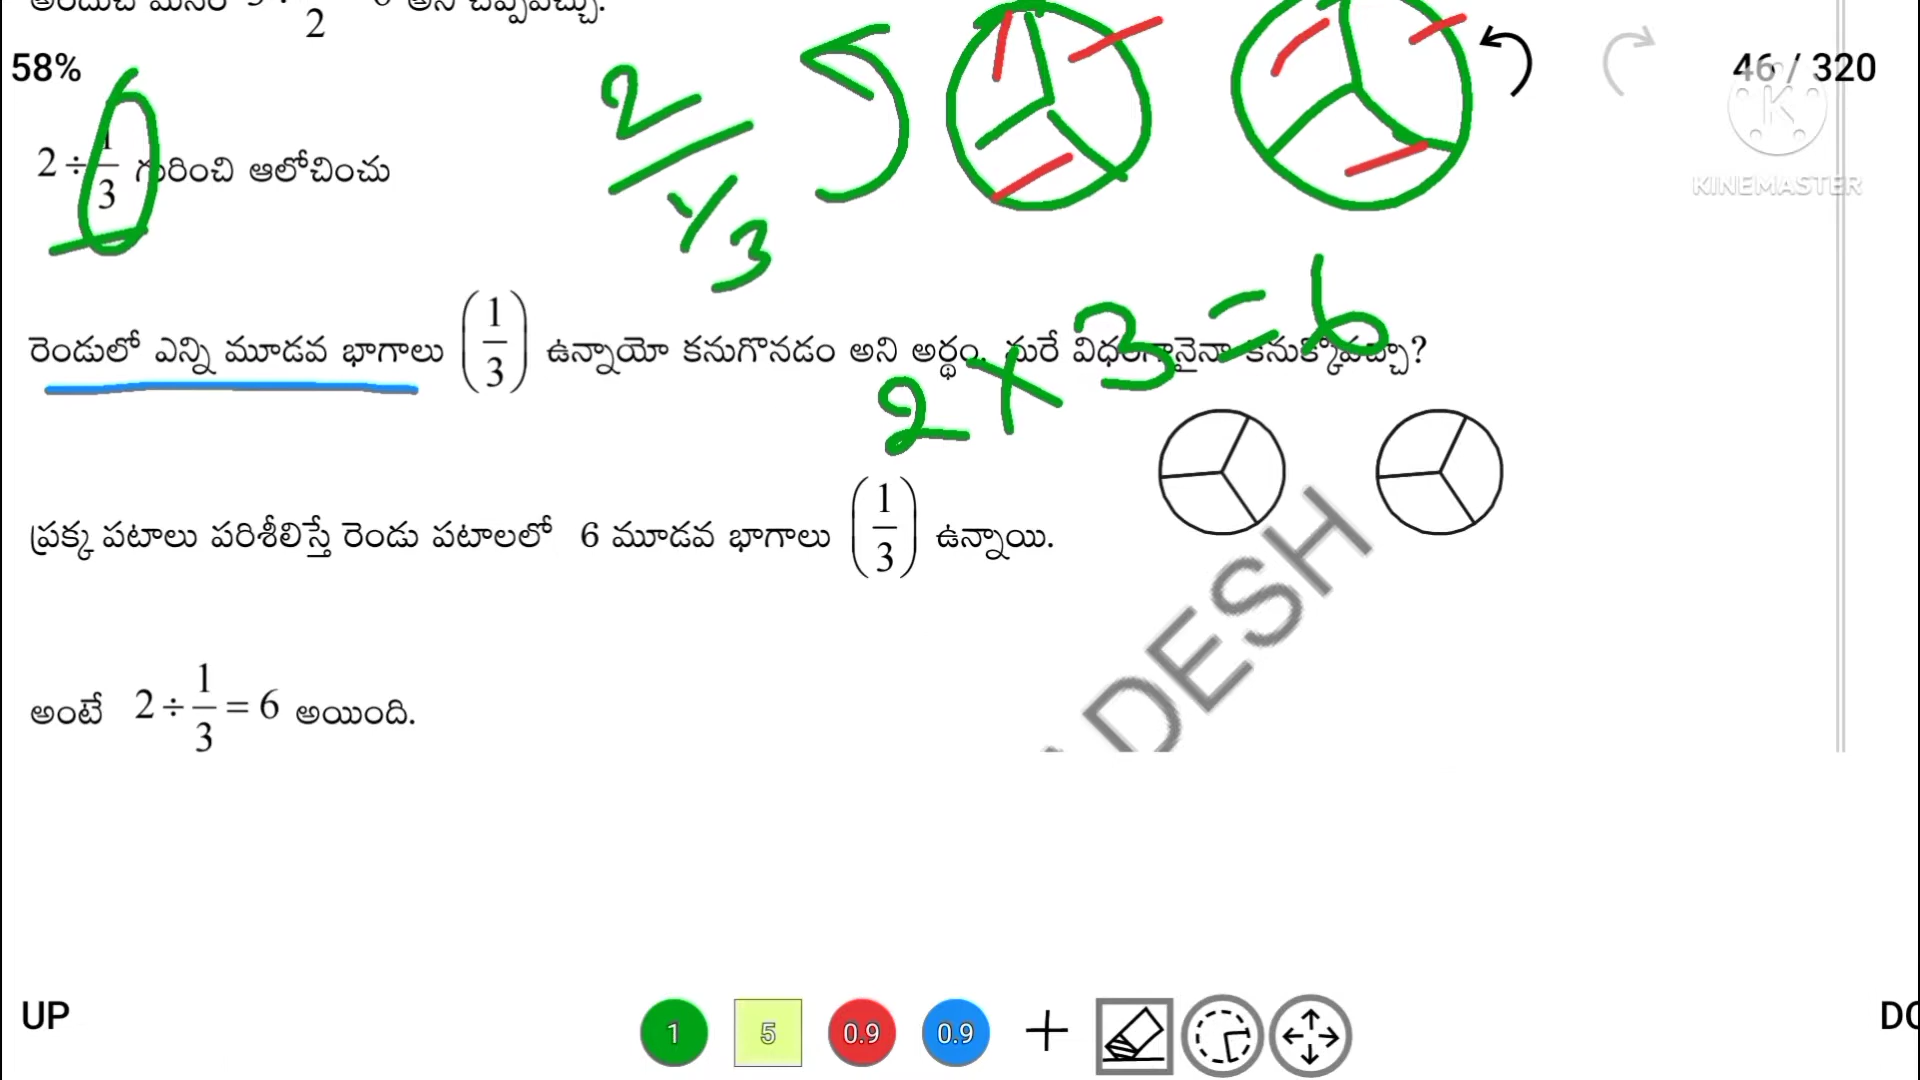 2
58%
46 / 320
2 ÷ 1/3 గురించి ఆలోచించు
2
1/3
KINEMASTER
రెండులో ఎన్ని మూడవ భాగాలు (1/3) ఉన్నాయో కనుగొనడం అని అర్థం. కనుక్కోవచ్చా?
2 x 3 = 6
ప్రక్క పటాలు పరిశీలిస్తే రెండు పటాలలో 6 మూడవ భాగాలు (1/3) ఉన్నాయి.
DESH
అంటే 2 ÷ 1/3 = 6 అయింది.
UP
DO
1 5 0.9 0.9 +